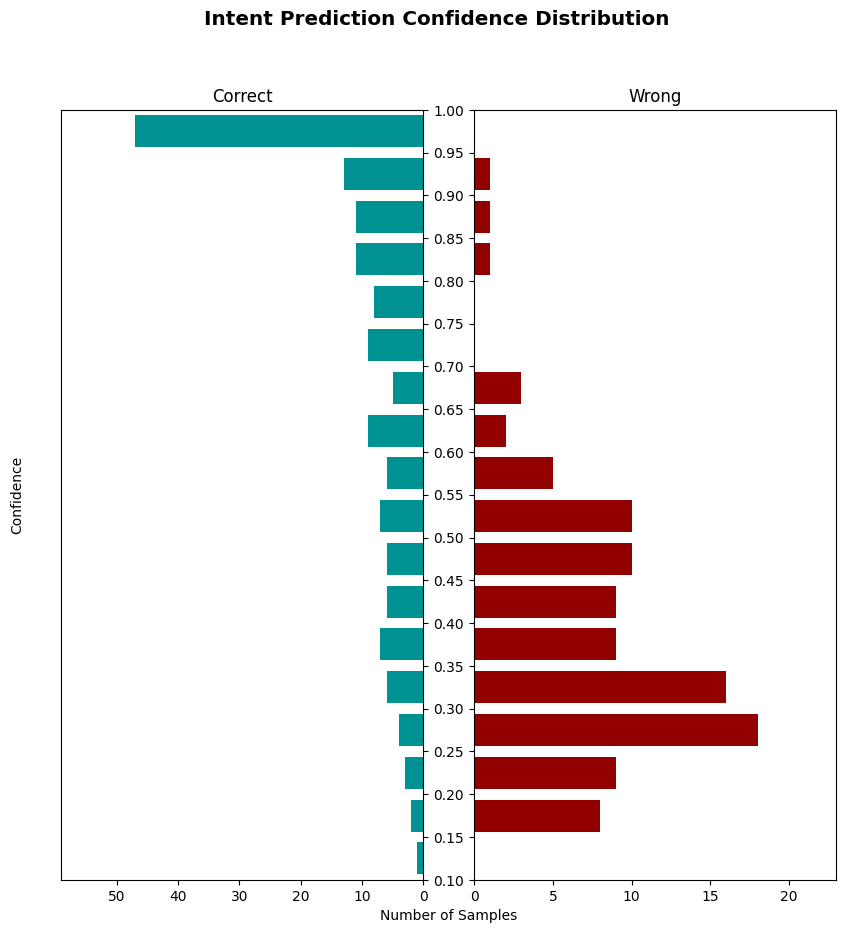 Intent Prediction Confidence Distribution
Correct
Wrong
1.00
0.95
0.90
0.85
0.80
0.75
0.70
0.65
0.60
0.55
0.50
0.45
0.40
0.35
0.30
0.25
0.20
0.15
0.10
Confidence
50 40 30 20 10 0
0 5 10 15 20
Number of Samples